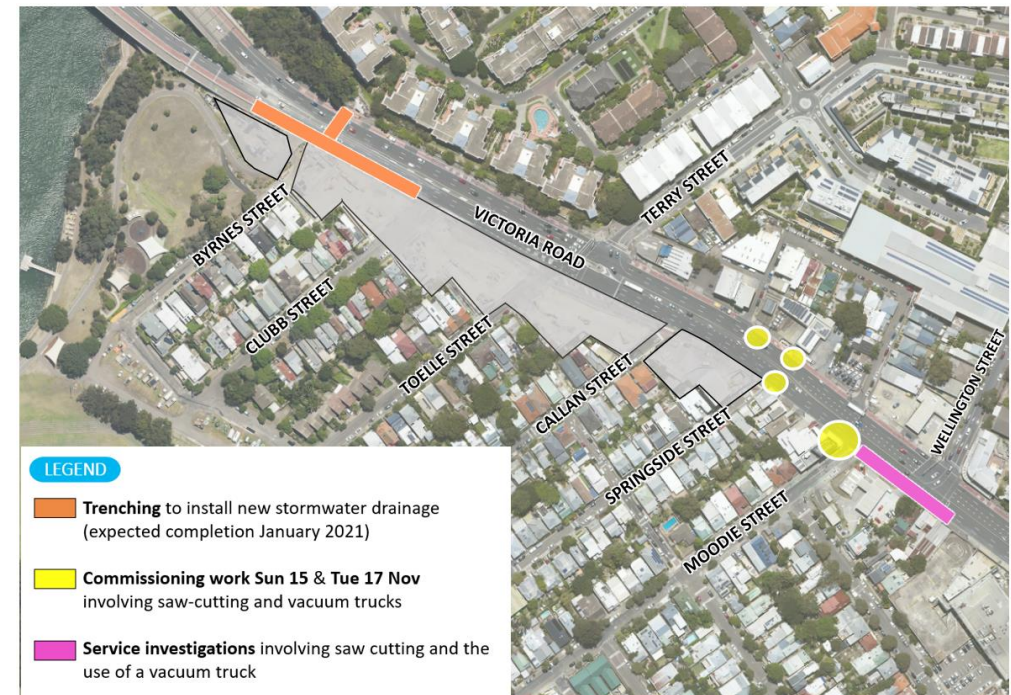 BYRNES STREET
CLUBB STREET
TOELLE STREET
VICTORIA ROAD
TERRY STREET
CALLAN STREET
SPRINGSIDE STREET
MOODIE STREET
WELLINGTON STREET
LEGEND
Trenching to install new stormwater drainage
(expected completion January 2021)
Commissioning work Sun 15 & Tue 17 Nov
involving saw-cutting and vacuum trucks
Service investigations involving saw cutting and the
use of a vacuum truck